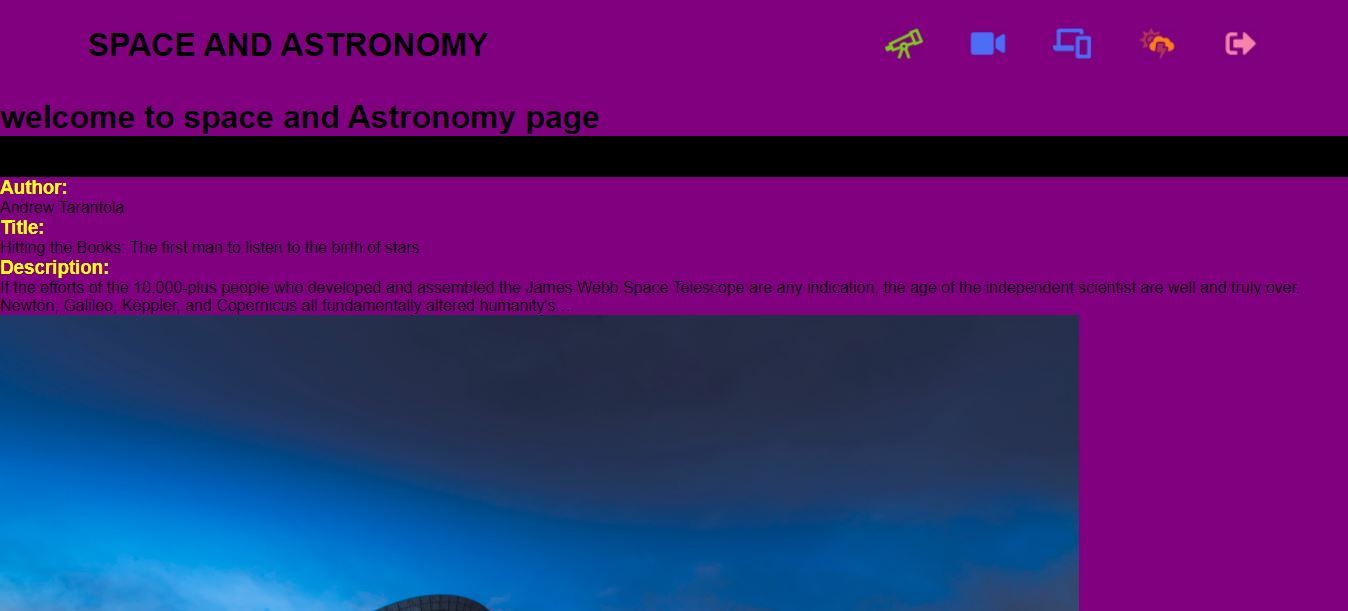 SPACE AND ASTRONOMY
welcome to space and Astronomy page
Author:
Andrew Tarantola
Title:
Hitting the Books: The first man to listen to the birth of stars
Description:
If the efforts of the 10,000-plus people who developed and assembled the James Webb Space Telescope are any indication, the age of the independent scientist are well and truly over.
Newton, Galileo, Keppler, and Copernicus all fundamentally altered humanity's…